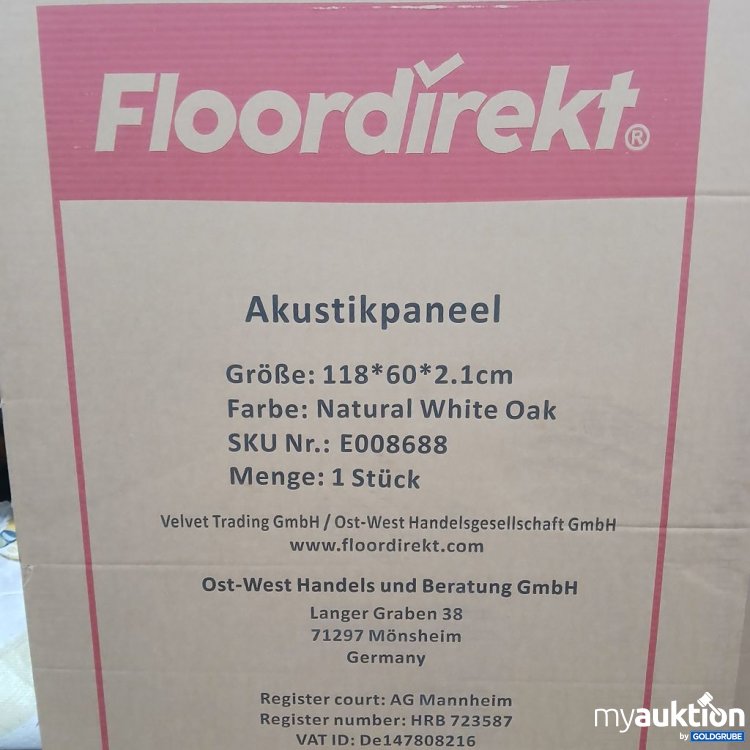 Floordirekt®
Akustikpaneel
Größe: 118*60*2.1cm
Farbe: Natural White Oak
SKU Nr.: E008688
Menge: 1 Stück
Velvet Trading GmbH / Ost-West Handelsgesellschaft GmbH
www.floordirekt.com
Ost-West Handels und Beratung GmbH
Langer Graben 38
71297 Mönsheim
Germany
Register court: AG Mannheim
Register number: HRB 723587
VAT ID: De147808216
myauktion
by GOLDGRUBE